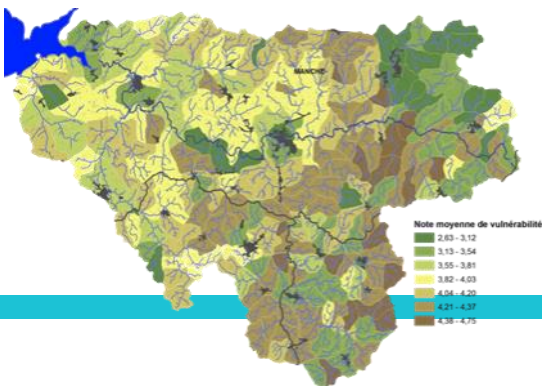 MANCHE
Note moyenne de vulnérabilité
2,63 - 3,12
3,13 - 3,54
3,55 - 3,81
3,82 - 4,03
4,04 - 4,20
4,21 - 4,37
4,38 - 4,75